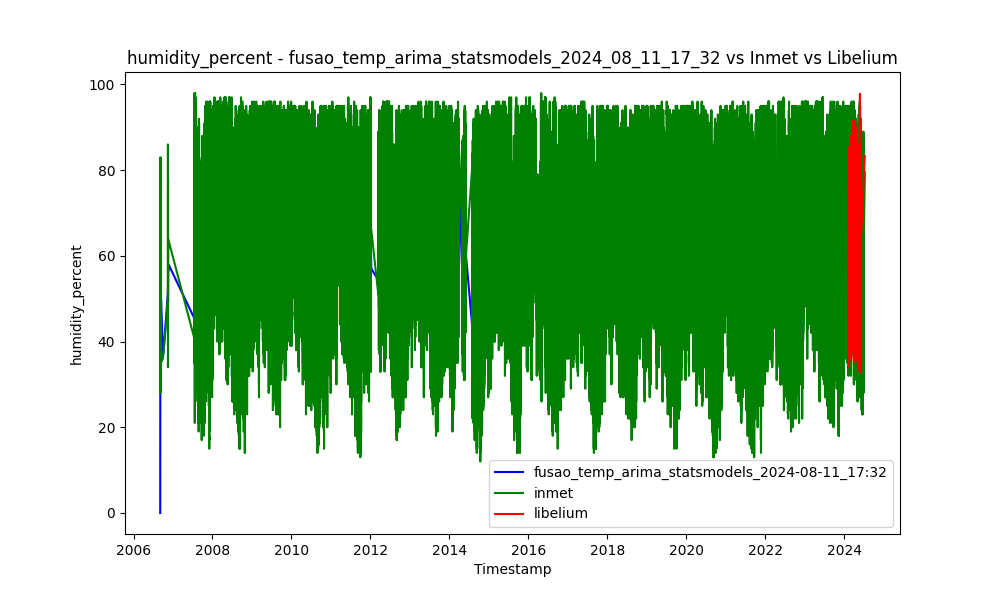 humidity_percent - fusao_temp_arima_statsmodels_2024_08_11_17_32 vs Inmet vs Libelium
100
80
60
40
20
0
humidity_percent
fusao_temp_arima_statsmodels_2024-08-11_17:32
inmet
libelium
2006 2008 2010 2012 2014 2016 2018 2020 2022 2024
Timestamp